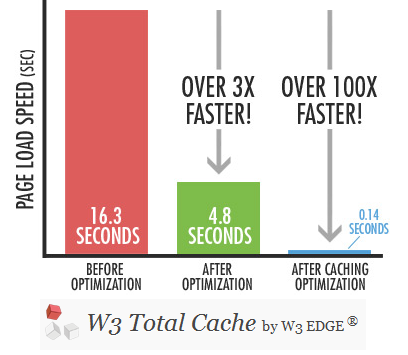 PAGE LOAD SPEED (SEC)
OVER 3X
FASTER!
OVER 100X
FASTER!
16.3
SECONDS
4.8
SECONDS
0.14
SECONDS
BEFORE
OPTIMIZATION
AFTER
OPTIMIZATION
AFTER CACHING
OPTIMIZATION
W3 Total Cache by W3 EDGE ®